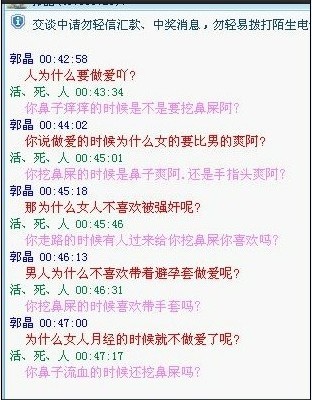 交谈中请勿轻信汇款、中奖消息，勿轻易拨打陌生电
郭晶 00:42:58
人为什么要做爱吖?
活、死、人 00:43:34
你鼻子痒痒的时候是不是要挖鼻屎阿?
郭晶 00:44:02
你说做爱的时候为什么女的要比男的爽阿?
活、死、人 00:45:01
你挖鼻屎的时候是鼻子爽阿.还是手指头爽阿?
郭晶 00:45:18
那为什么女人不喜欢被强奸呢?
活、死、人 00:45:46
你走路的时候有人过来给你挖鼻屎你喜欢吗?
郭晶 00:46:13
男人为什么不喜欢带着避孕套做爱呢?
活、死、人 00:46:31
你挖鼻屎的时候喜欢带手套吗?
郭晶 00:47:00
为什么女人月经的时候就不做爱了呢?
活、死、人 00:47:17
你鼻子流血的时候还挖鼻屎吗?